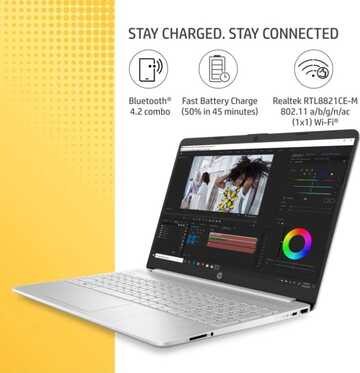 STAY CHARGED. STAY CONNECTED
Bluetooth®
4.2 combo
Fast Battery Charge
(50% in 45 minutes)
Realtek RTL8821CE-M
802.11 a/b/g/n/ac
(1x1) Wi-Fi®
hp